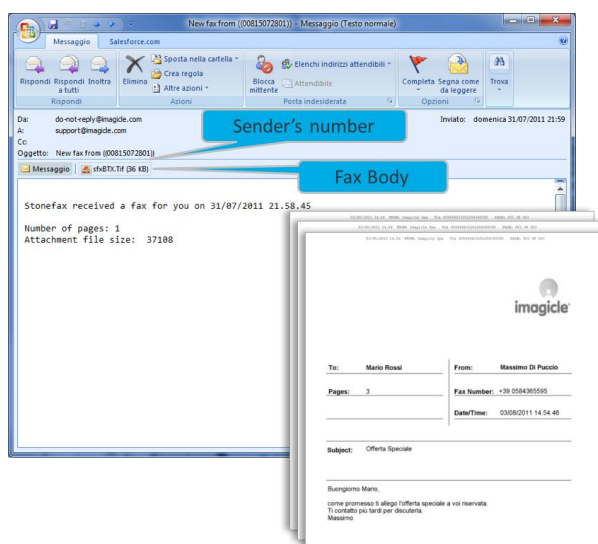 New fax from ((00815072801)) - Messaggio (Testo normale)
Messaggio Salesforce.com
Rispondi Rispondi a tutti Inoltra
Elimina
Sposta nella cartella
Crea regola
Altre azioni
Blocca mittente
Elenchi indirizzi attendibili
Attendibile
Completa Segna come da leggere
Trova
Rispondi Azioni Posta indesiderata Opzioni
Da: do-not-reply@imagicle.com Inviato: domenica 31/07/2011 21:59
A: support@imagicle.com
Cc:
Oggetto: New fax from ((00815072801))
Sender's number
Messaggio sfxBTX.Tif (36 KB)
Fax Body
Stonefax received a fax for you on 31/07/2011 21.58.45
Number of pages: 1
Attachment file size: 37108
imagicle
To: Mario Rossi From: Massimo Di Puccio
Pages: 3 Fax Number: +39 0584365595
Date/Time: 03/08/2011 14.54.46
Subject: Offerta Speciale
Buongiorno Mario,
come promesso ti allego l'offerta speciale a voi riservata.
Ti contatto più tardi per discuterla.
Massimo